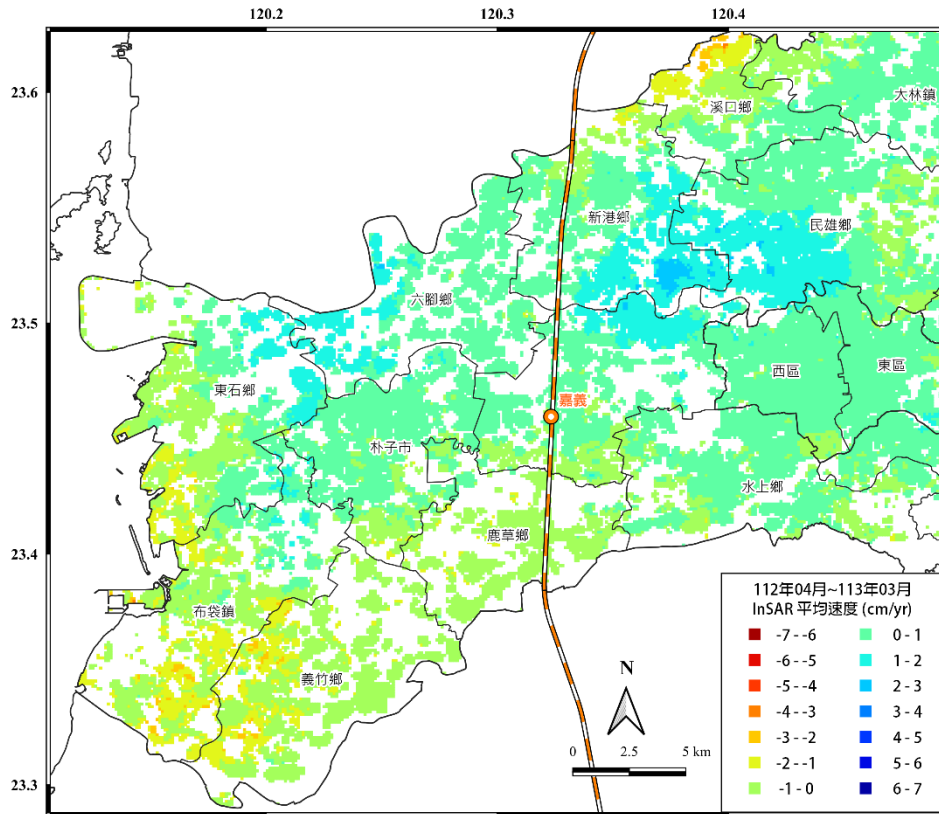 120.2 120.3 120.4
23.6
溪口鄉
大林鎮
新港鄉
民雄鄉
六腳鄉
23.5
西區
東區
東石鄉
嘉義
朴子市
水上鄉
鹿草鄉
23.4
布袋鎮
義竹鄉
23.3
N
0 2.5 5 km
112年04月~113年03月
InSAR 平均速度 (cm/yr)
-7 - -6 0 - 1
-6 - -5 1 - 2
-5 - -4 2 - 3
-4 - -3 3 - 4
-3 - -2 4 - 5
-2 - -1 5 - 6
-1 - 0 6 - 7